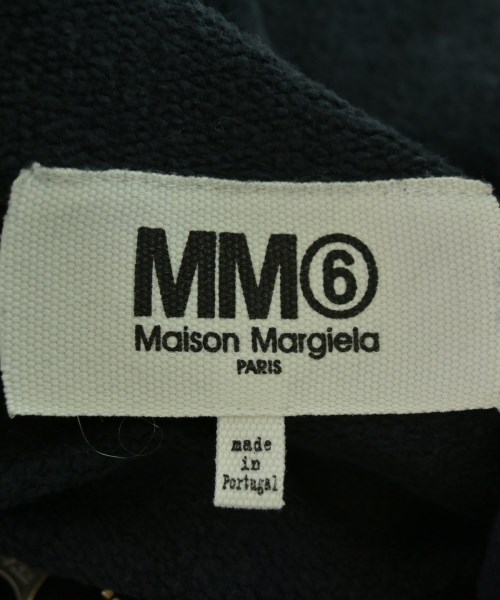 MM⑥
Maison Margiela
PARIS
made
in
Portugal